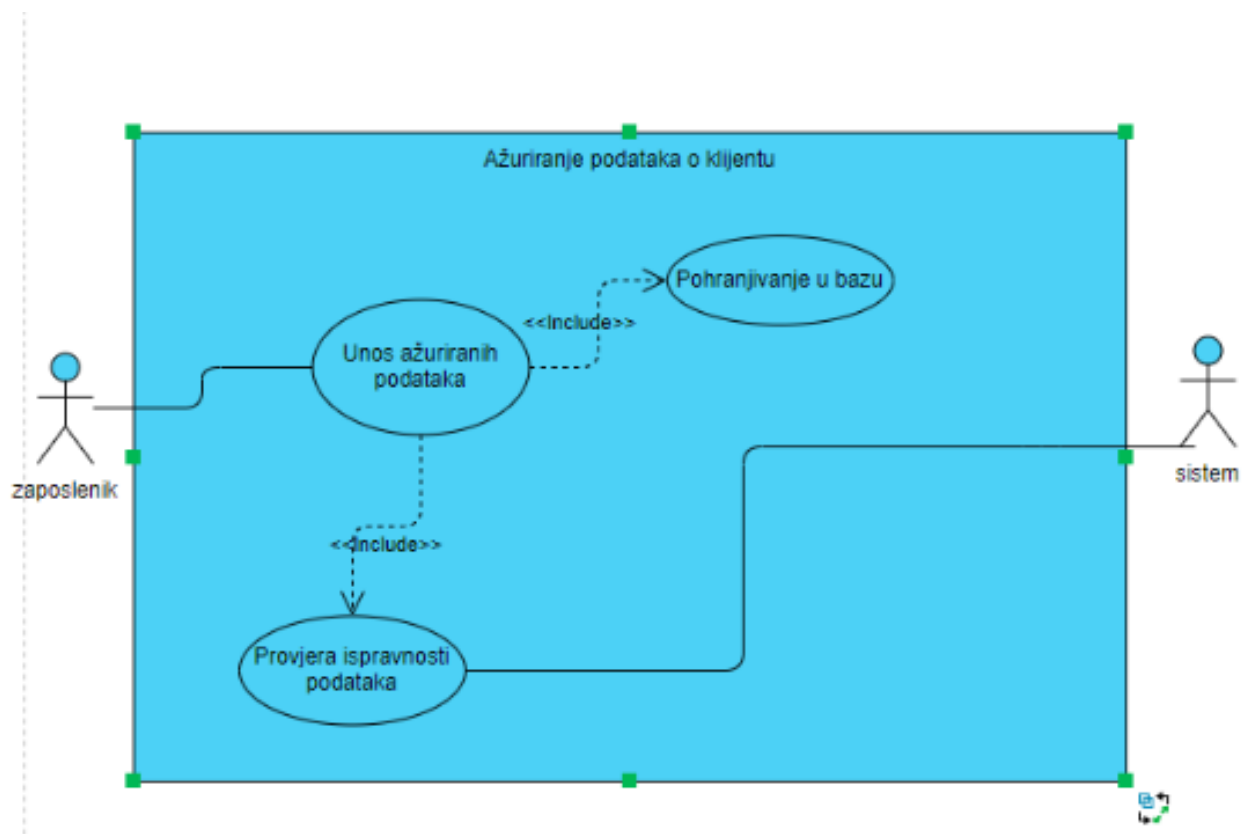 Ažuriranje podataka o klijentu
Pohranjivanje u bazu
<<Include>>
Unos ažuriranih
podataka
zaposlenik
sistem
<<Include>>
Provjera ispravnosti
podataka